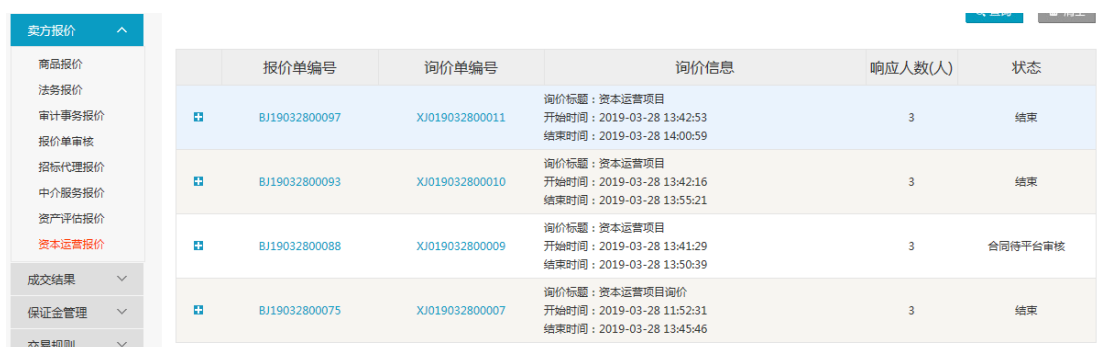 卖方报价
商品报价
法务报价
审计事务报价
报价单审核
招标代理报价
中介服务报价
资产评估报价
资本运营报价
成交结果
保证金管理
交易规则
报价单编号 询价单编号 询价信息 响应人数(人) 状态
询价标题：资本运营项目
BJ19032800097 XJ019032800011 开始时间：2019-03-28 13:42:53 3 结束
结束时间：2019-03-28 14:00:59
询价标题：资本运营项目
BJ19032800093 XJ019032800010 开始时间：2019-03-28 13:42:16 3 结束
结束时间：2019-03-28 13:55:21
询价标题：资本运营项目
BJ19032800088 XJ019032800009 开始时间：2019-03-28 13:41:29 3 合同待平台审核
结束时间：2019-03-28 13:50:39
询价标题：资本运营项目询价
BJ19032800075 XJ019032800007 开始时间：2019-03-28 11:52:31 3 结束
结束时间：2019-03-28 13:45:46